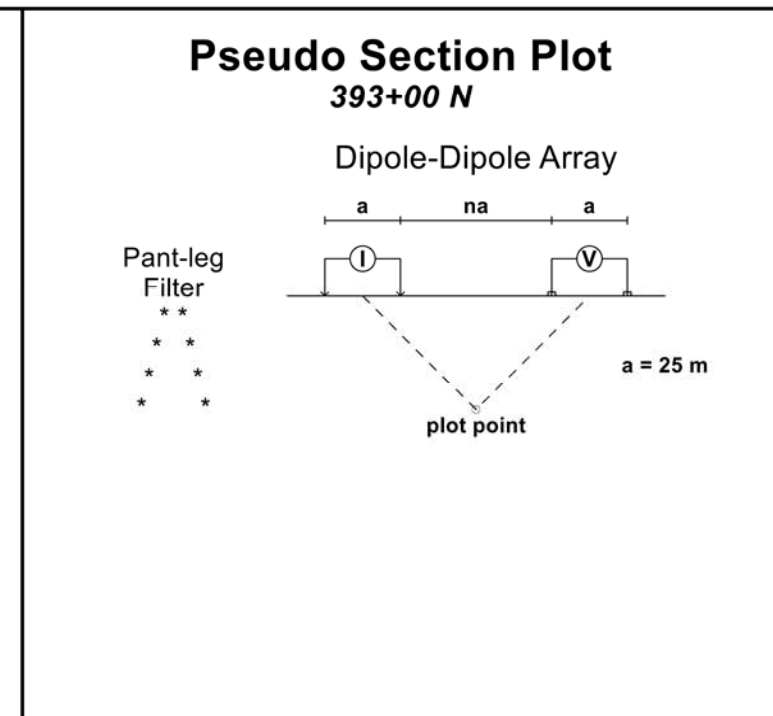 Pseudo Section Plot
393+00 N
Dipole-Dipole Array
a na a
Pant-leg
Filter
* *
* *
* *
* *
I V
a = 25 m
plot point